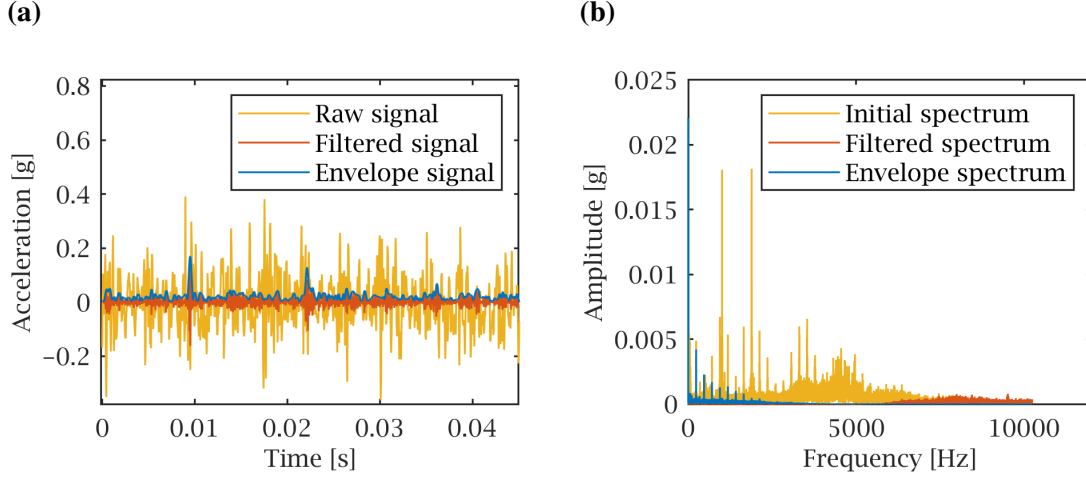 (a)
0.8
0.6
0.4
0.2
0
−0.2
Acceleration [g]
Raw signal
Filtered signal
Envelope signal
0
0.01
0.02
0.03
0.04
Time [s]
(b)
0.025
0.02
0.015
0.01
0.005
0
Amplitude [g]
Initial spectrum
Filtered spectrum
Envelope spectrum
0
5000
10000
Frequency [Hz]